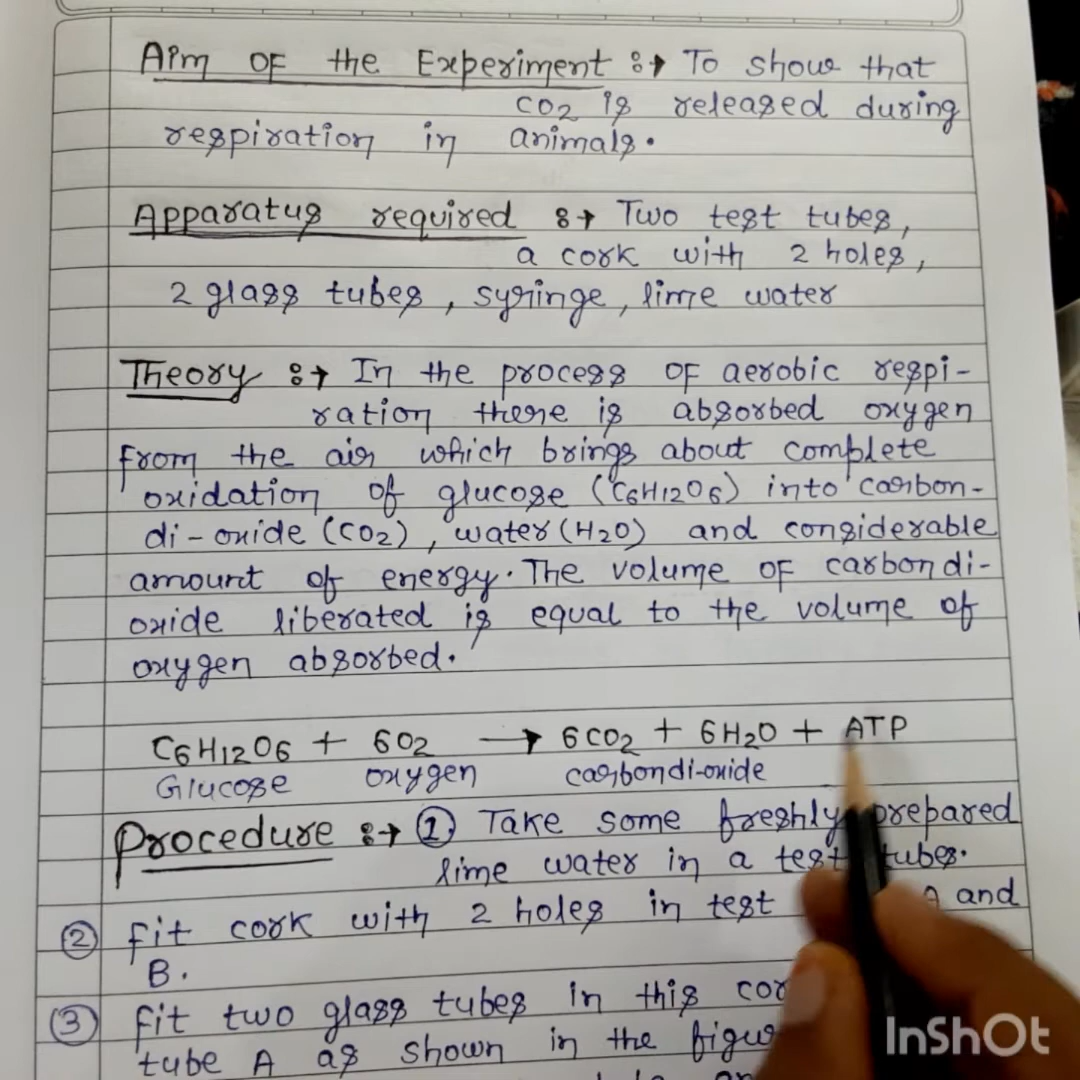 Aim OF the Experiment :→ To show that
CO2 is released during
respiration in animals.
Apparatus required :→ Two test tubes,
a cork with 2 holes,
2 glass tubes, syringe, lime water
Theory :→ In the process OF aerobic respi-
ration there is absorbed oxygen
from the air which brings about complete
oxidation of glucose (C6H12O6) into carbon-
di-oxide (CO2), water (H2O) and considerable
amount of energy. The volume OF carbon di-
oxide liberated is equal to the volume of
oxygen absorbed.
C6H12O6 + 6O2 → 6CO2 + 6H2O + ATP
Glucose oxygen carbondi-oxide
Procedure :→ ① Take some freshly prepared
lime water in a test tubes.
② Fit cork with 2 holes in test A and
B.
③ Fit two glass tubes in this
tube A as shown in the
InShOt